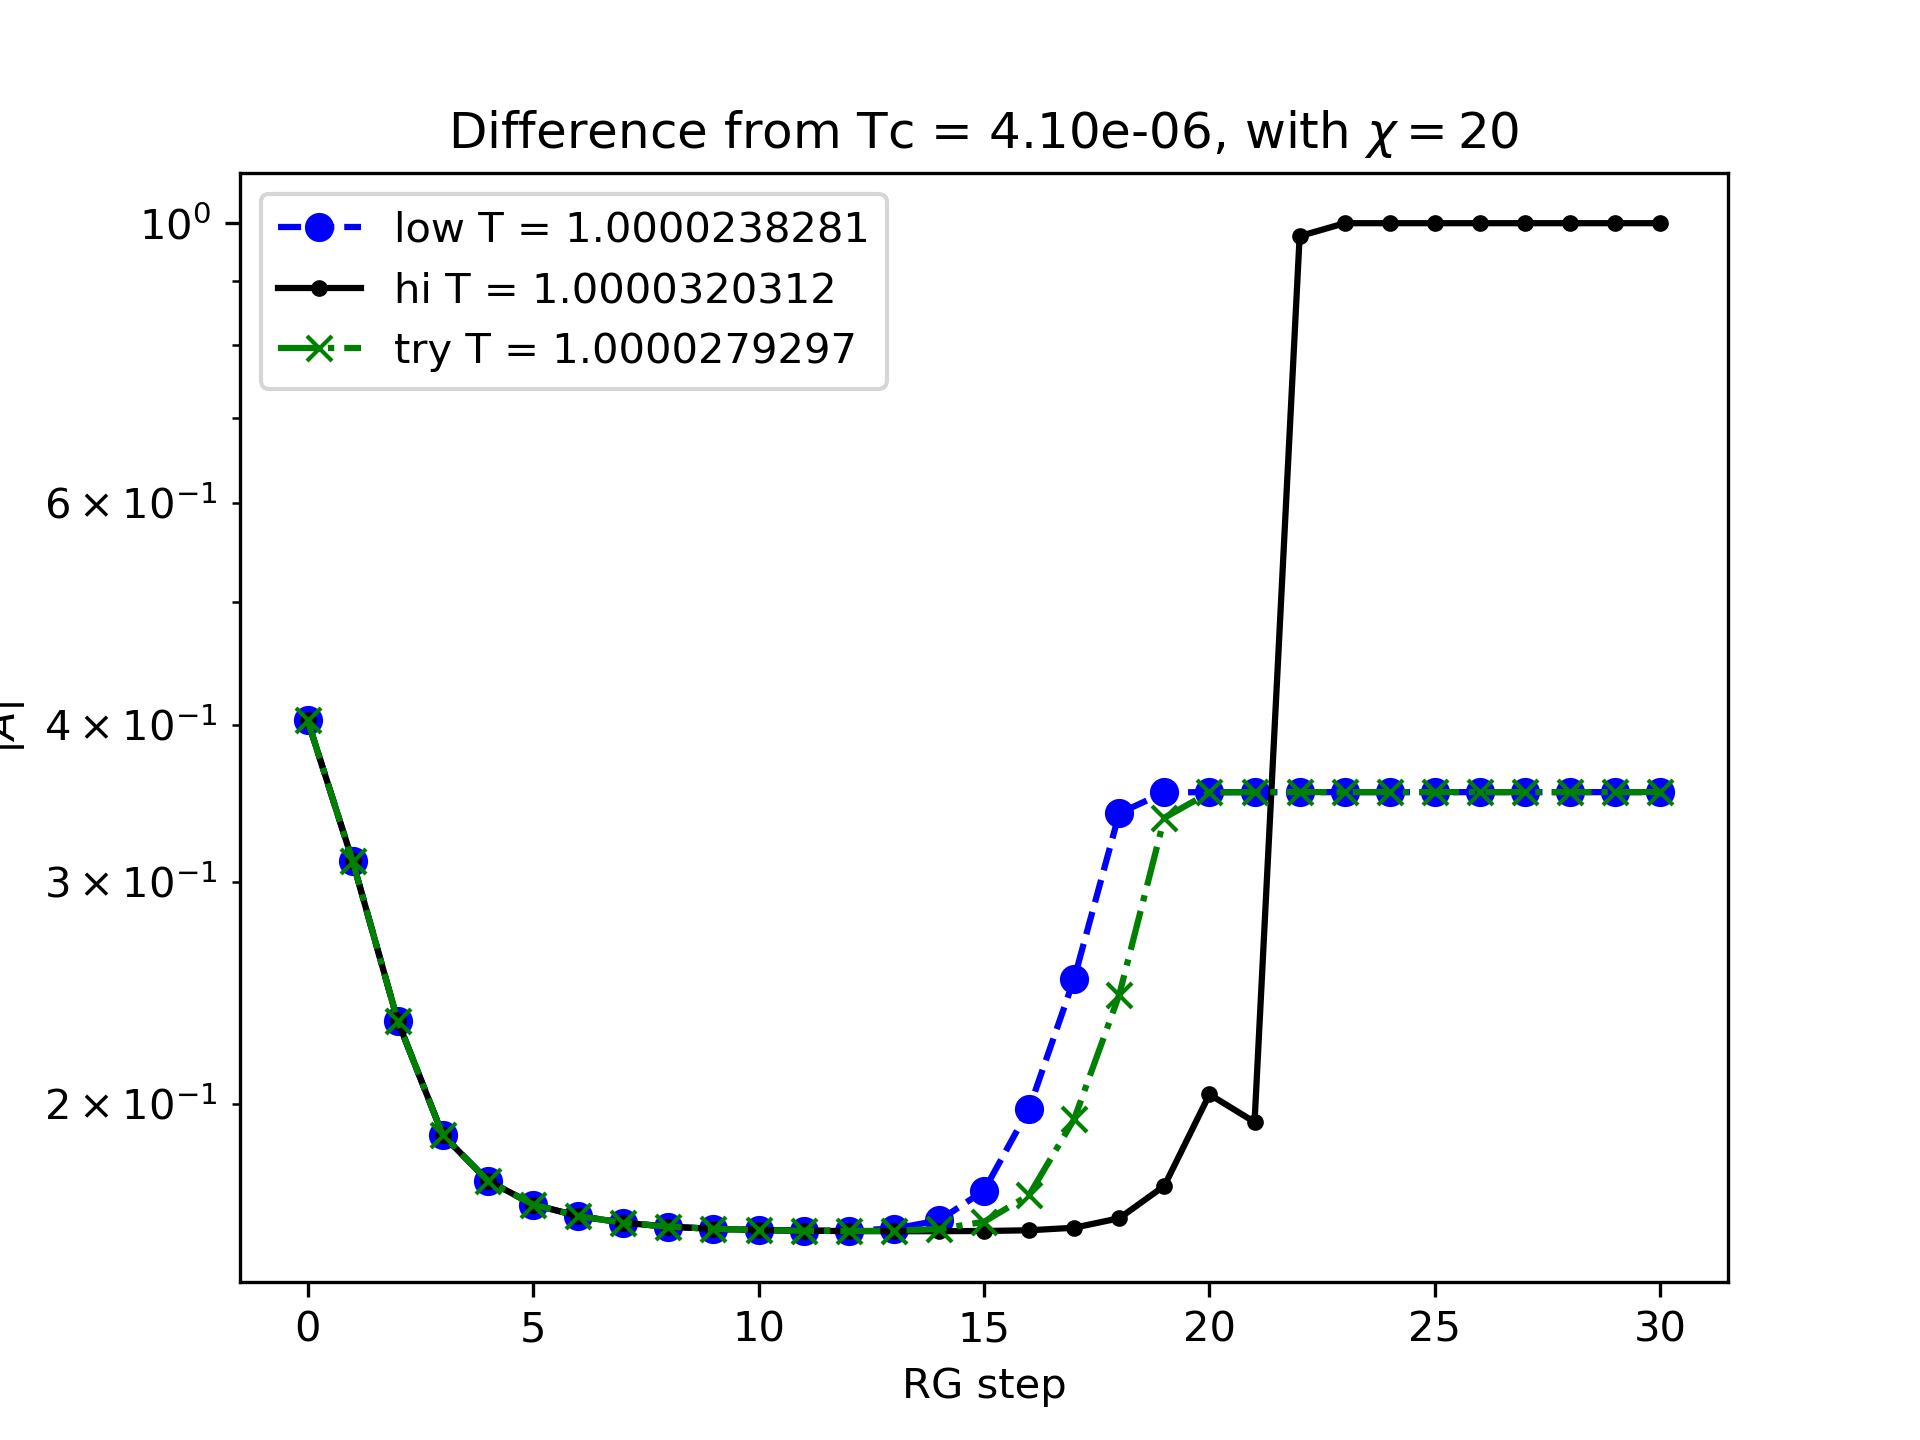 Difference from Tc = 4.10e-06, with χ = 20
low T = 1.0000238281
hi T = 1.0000320312
try T = 1.0000279297
10⁰
6 × 10⁻¹
4 × 10⁻¹
3 × 10⁻¹
2 × 10⁻¹
0 5 10 15 20 25 30
RG step